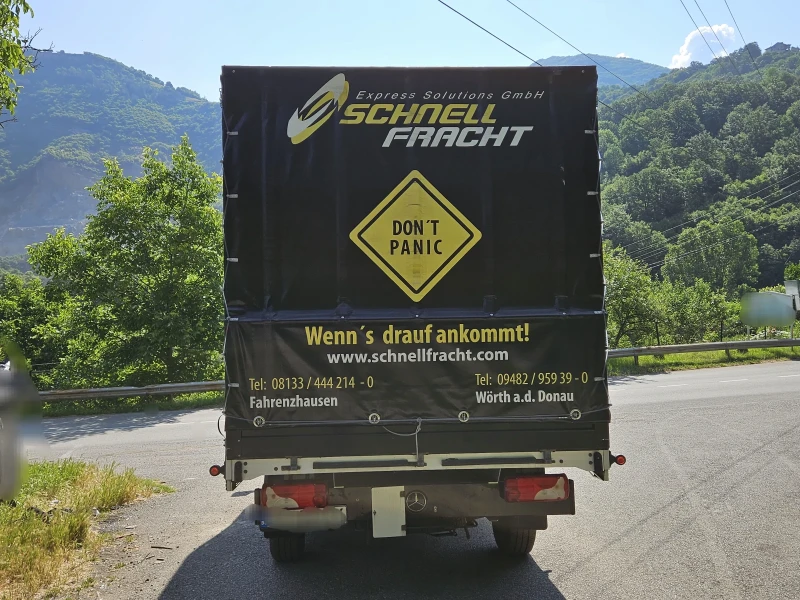 Express Solutions GmbH
SCHNELL
FRACHT
DON´T
PANIC
Wenn´s drauf ankommt!
www.schnellfracht.com
Tel: 08133 / 444 214 - 0
Fahrenzhausen
Tel: 09482 / 959 39 - 0
Wörth a.d. Donau